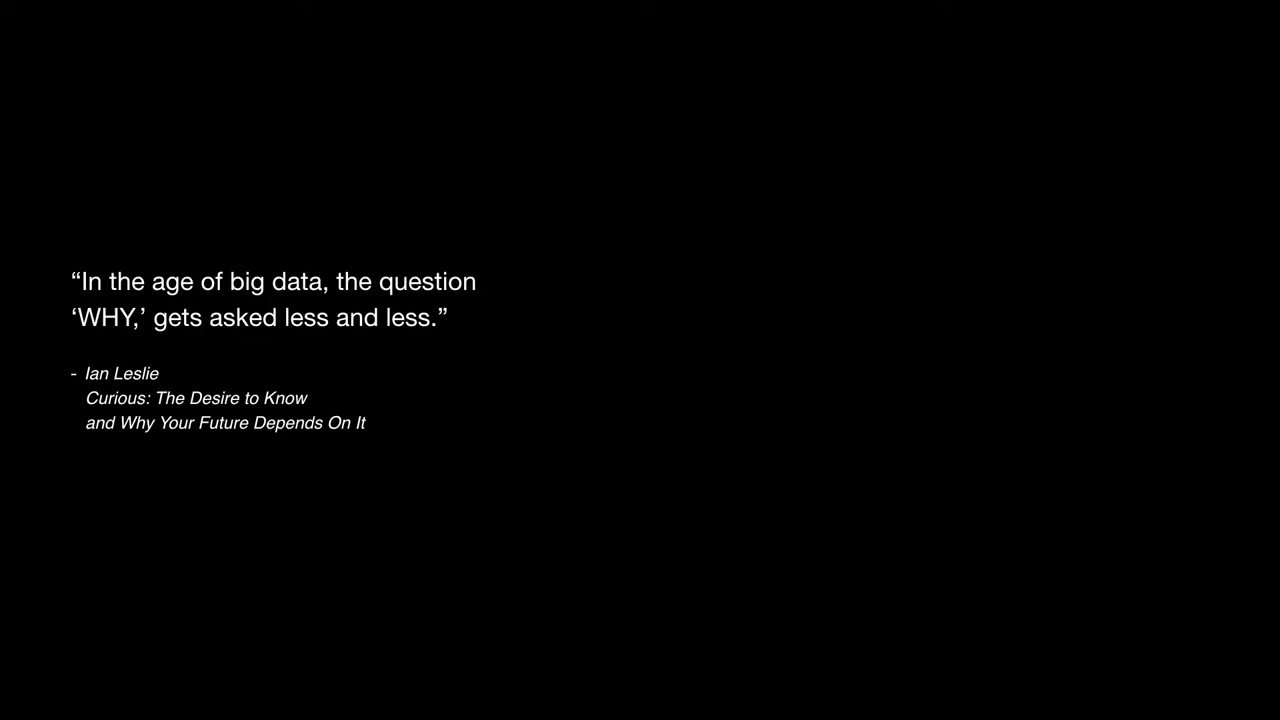 “In the age of big data, the question
‘WHY,’ gets asked less and less.”
- Ian Leslie
Curious: The Desire to Know
and Why Your Future Depends On It